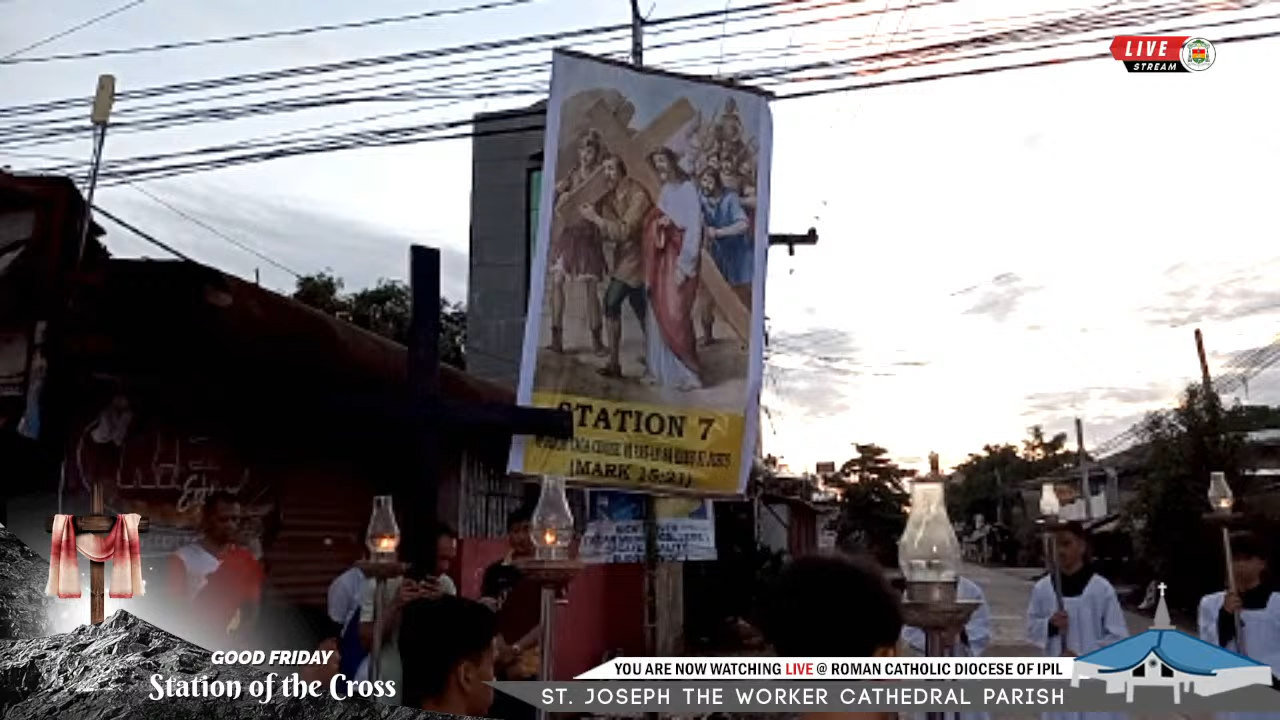 LIVE
STREAM
STATION 7
(MARK 15:21)
GOOD FRIDAY
Station of the Cross
YOU ARE NOW WATCHING LIVE @ ROMAN CATHOLIC DIOCESE OF IPIL
ST. JOSEPH THE WORKER CATHEDRAL PARISH